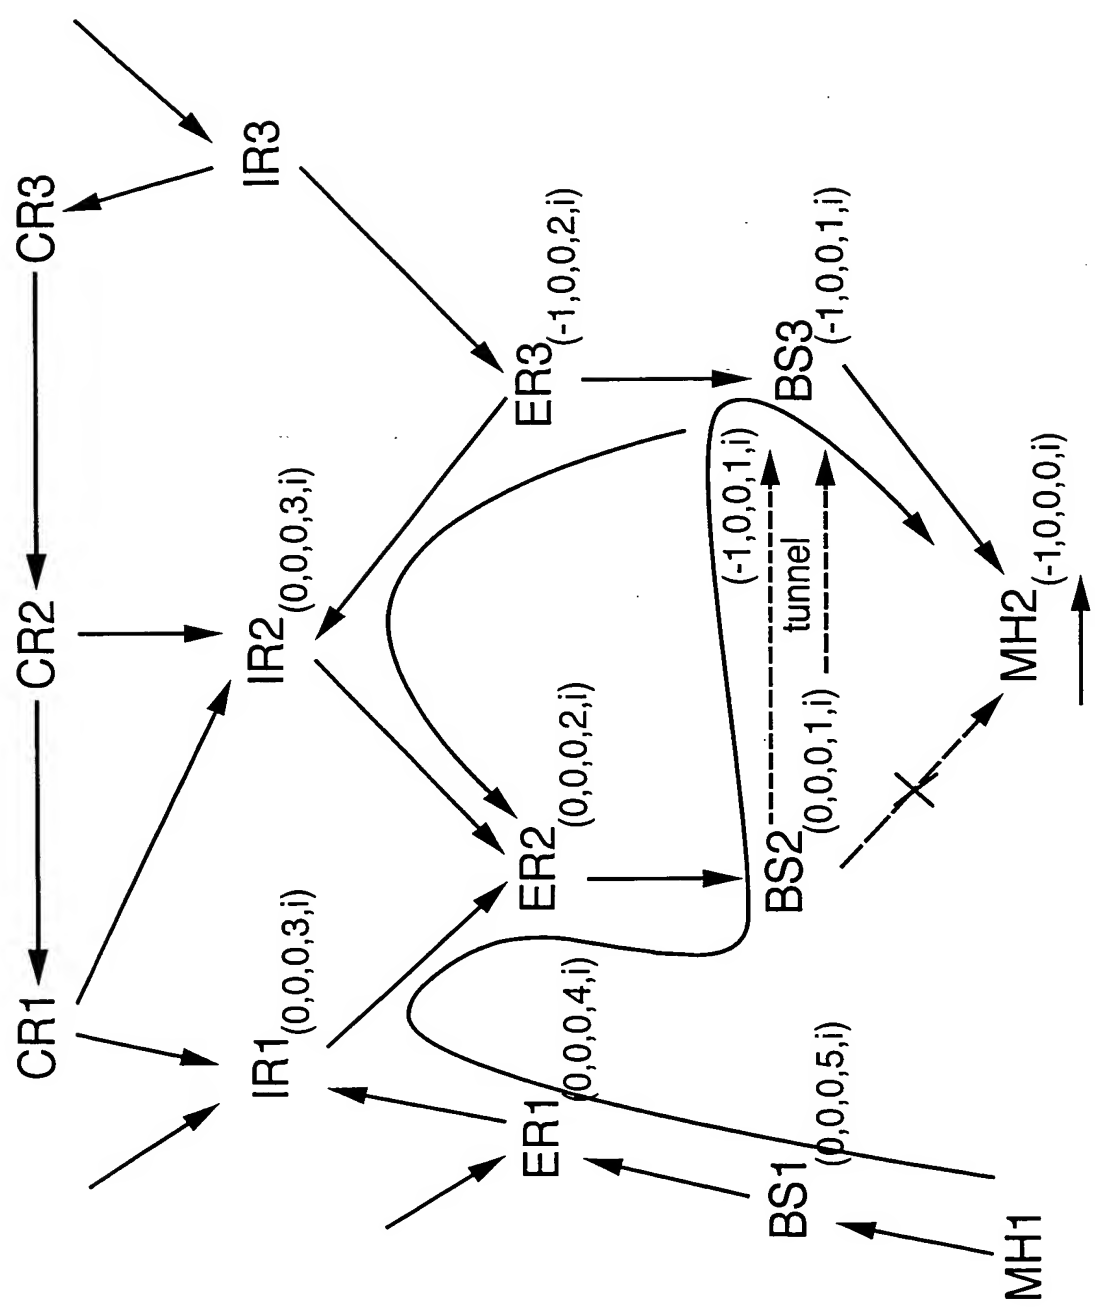 CR1
CR2
CR3
IR1
(0,0,0,3,i)
IR2
(0,0,0,3,i)
IR3
ER1
(0,0,0,4,i)
ER2
(0,0,0,2,i)
ER3
(-1,0,0,2,i)
BS1
(0,0,0,5,i)
BS2
(0,0,0,1,i)
(-1,0,0,1,i)
tunnel
BS3
(-1,0,0,1,i)
MH1
MH2
(-1,0,0,0,i)